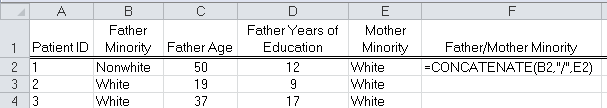 A B C D E F
1 Patient ID Father Minority Father Age Father Years of Education Mother Minority Father/Mother Minority
2 1 Nonwhite 50 12 White =CONCATENATE(B2,"/",E2)
3 2 White 19 9 White
4 3 White 37 17 White